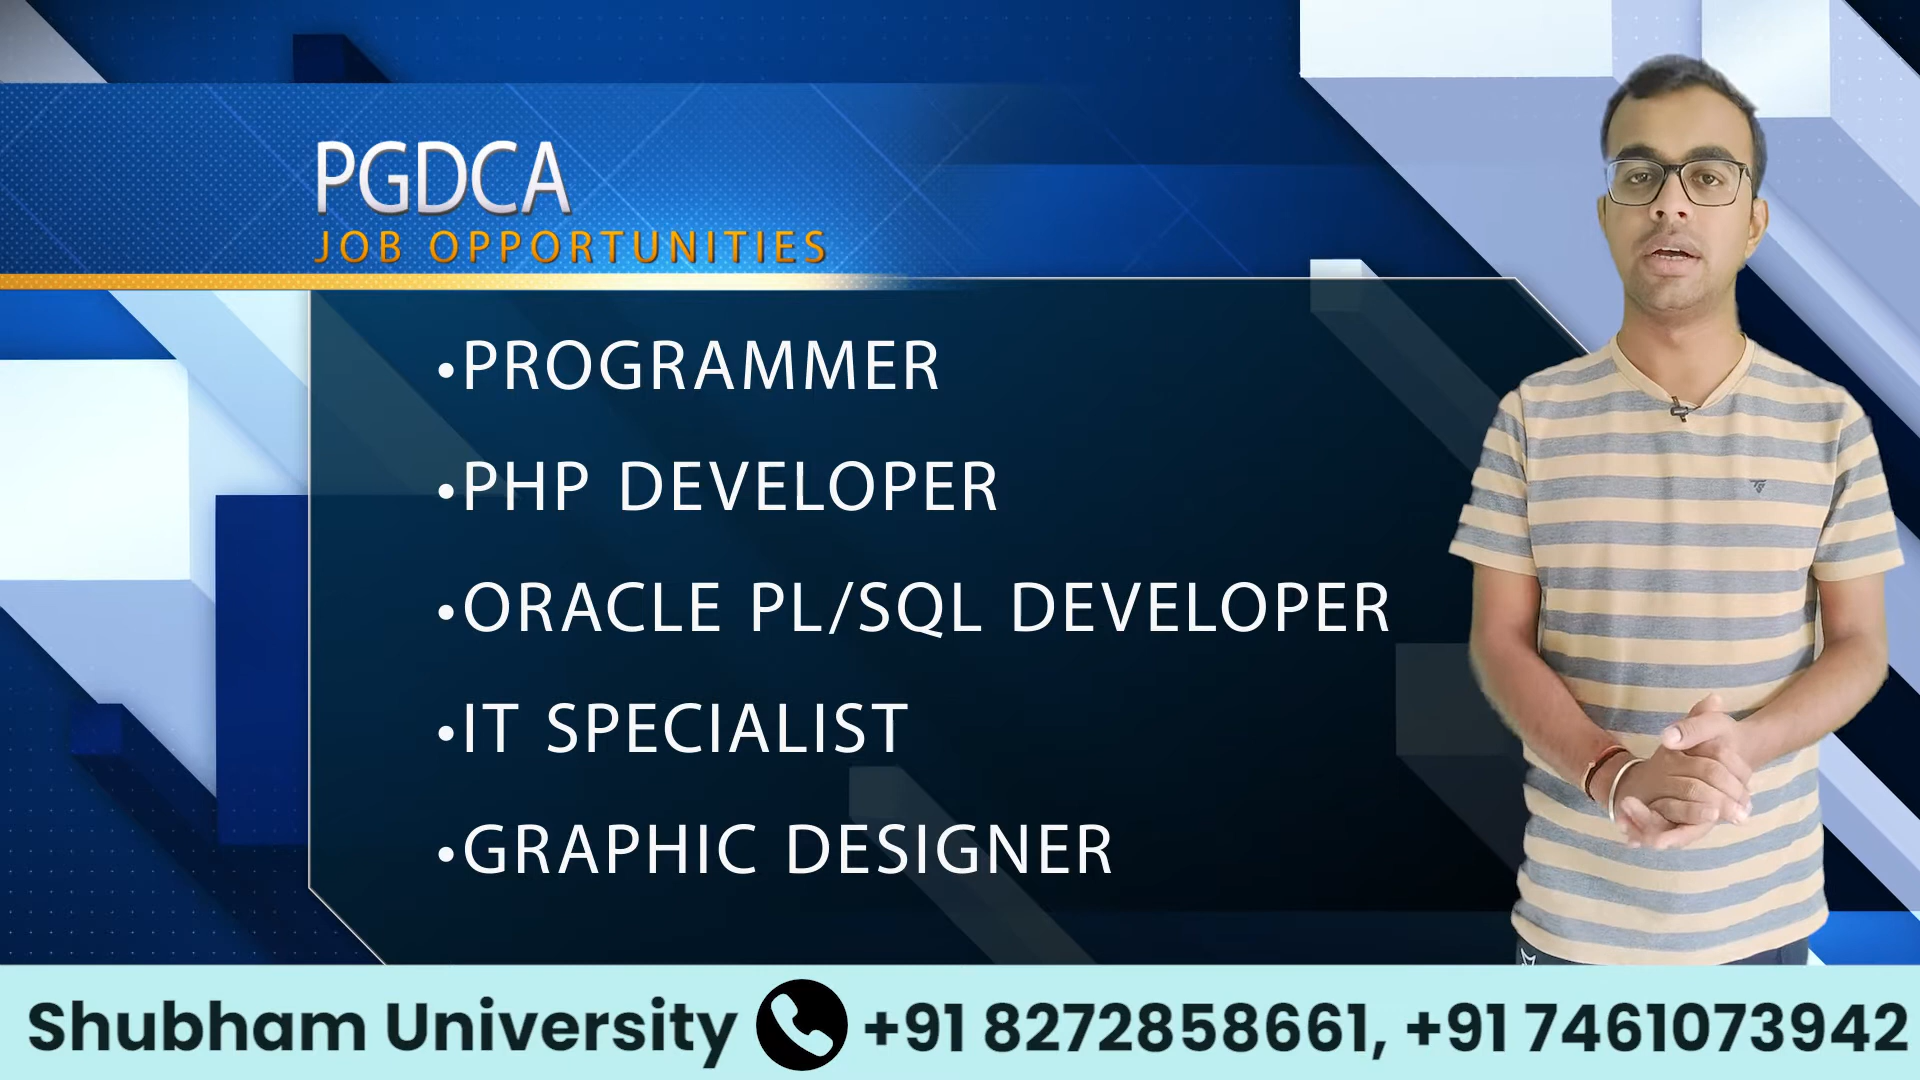 PGDCA
JOB OPPORTUNITIES
•PROGRAMMER
•PHP DEVELOPER
•ORACLE PL/SQL DEVELOPER
•IT SPECIALIST
•GRAPHIC DESIGNER
Shubham University +91 8272858661, +91 7461073942